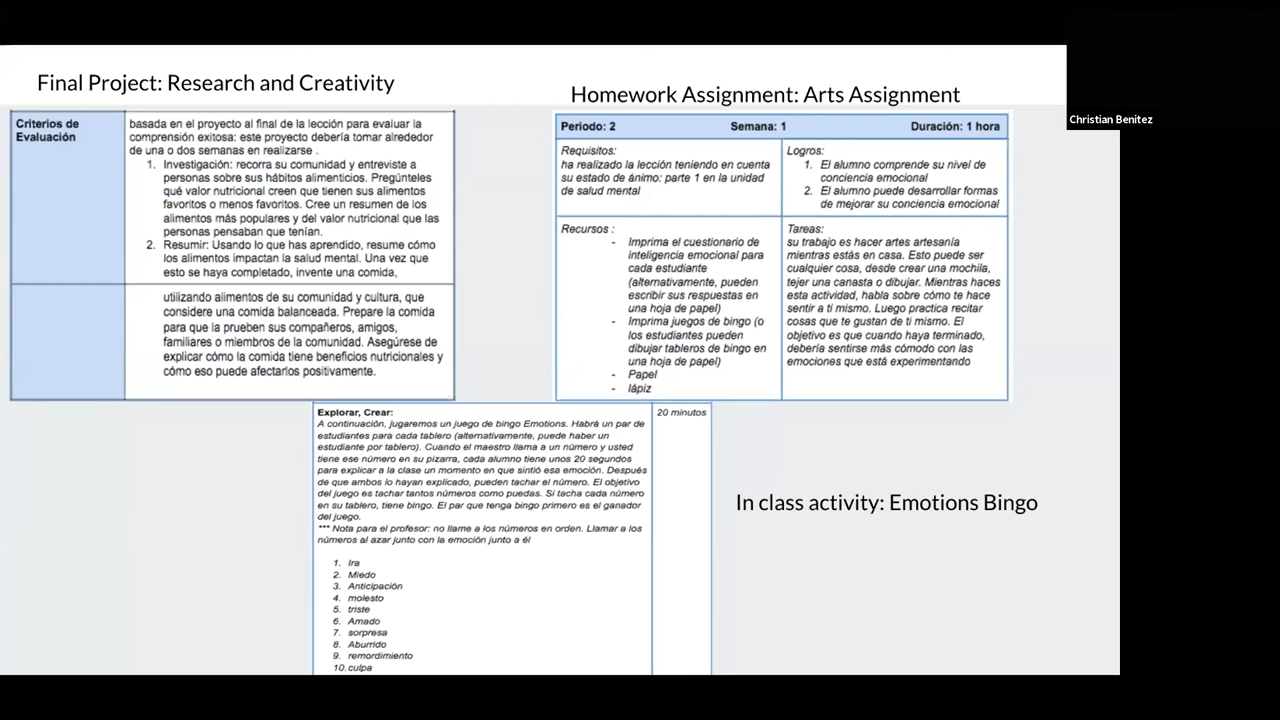 Final Project: Research and Creativity
Criterios de
Evaluación
basada en el proyecto al final de la lección para evaluar la
comprensión exitosa: este proyecto debería tomar alrededor
de una o dos semanas en realizarse .
1. Investigación: recorra su comunidad y entreviste a
personas sobre sus hábitos alimenticios. Pregúnteles
qué valor nutricional creen que tienen sus alimentos
favoritos o menos favoritos. Cree un resumen de los
alimentos más populares y del valor nutricional que las
personas pensaban que tenían.
2. Resumir: Usando lo que has aprendido, resume cómo
los alimentos impactan la salud mental. Una vez que
esto se haya completado, invente una comida,
utilizando alimentos de su comunidad y cultura, que
considere una comida balanceada. Prepare la comida
para que la prueben sus compañeros, amigos,
familiares o miembros de la comunidad. Asegúrese de
explicar cómo la comida tiene beneficios nutricionales y
cómo eso puede afectarlos positivamente.
Homework Assignment: Arts Assignment
Periodo: 2 Semana: 1 Duración: 1 hora
Requisitos:
ha realizado la lección teniendo en cuenta
su estado de ánimo: parte 1 en la unidad
de salud mental
Logros:
1. El alumno comprende su nivel de
conciencia emocional
2. El alumno puede desarrollar formas
de mejorar su conciencia emocional
Recursos :
- Imprima el cuestionario de
inteligencia emocional para
cada estudiante
(alternativamente, pueden
escribir sus respuestas en
una hoja de papel)
- Imprima juegos de bingo (o
los estudiantes pueden
dibujar tableros de bingo en
una hoja de papel)
- Papel
- lápiz
Tareas:
su trabajo es hacer artes artesanía
mientras estás en casa. Esto puede ser
cualquier cosa, desde crear una mochila,
tejer una canasta o dibujar. Mientras haces
esta actividad, habla sobre cómo te hace
sentir a ti mismo. Luego practica recitar
cosas que te gustan de ti mismo. El
objetivo es que cuando haya terminado,
debería sentirse más cómodo con las
emociones que está experimentando
Christian Benitez
Explorar, Crear:
A continuación, jugaremos un juego de bingo Emotions. Habrá un par de
estudiantes para cada tablero (alternativamente, puede haber un
estudiante por tablero). Cuando el maestro llama a un número y usted
tiene ese número en su pizarra, cada alumno tiene unos 20 segundos
para explicar a la clase un momento en que sintió esa emoción. Después
de que ambos lo hayan explicado, pueden tachar el número. El objetivo
del juego es tachar tantos números como puedas. Si tacha cada número
en su tablero, tiene bingo. El par que tenga bingo primero es el ganador
del juego.
*** Nota para el profesor: no llame a los números en orden. Llamar a los
números al azar junto con la emoción junto a él
1. Ira
2. Miedo
3. Anticipación
4. molesto
5. triste
6. Amado
7. sorpresa
8. Aburrido
9. remordimiento
10. culpa
20 minutos
In class activity: Emotions Bingo